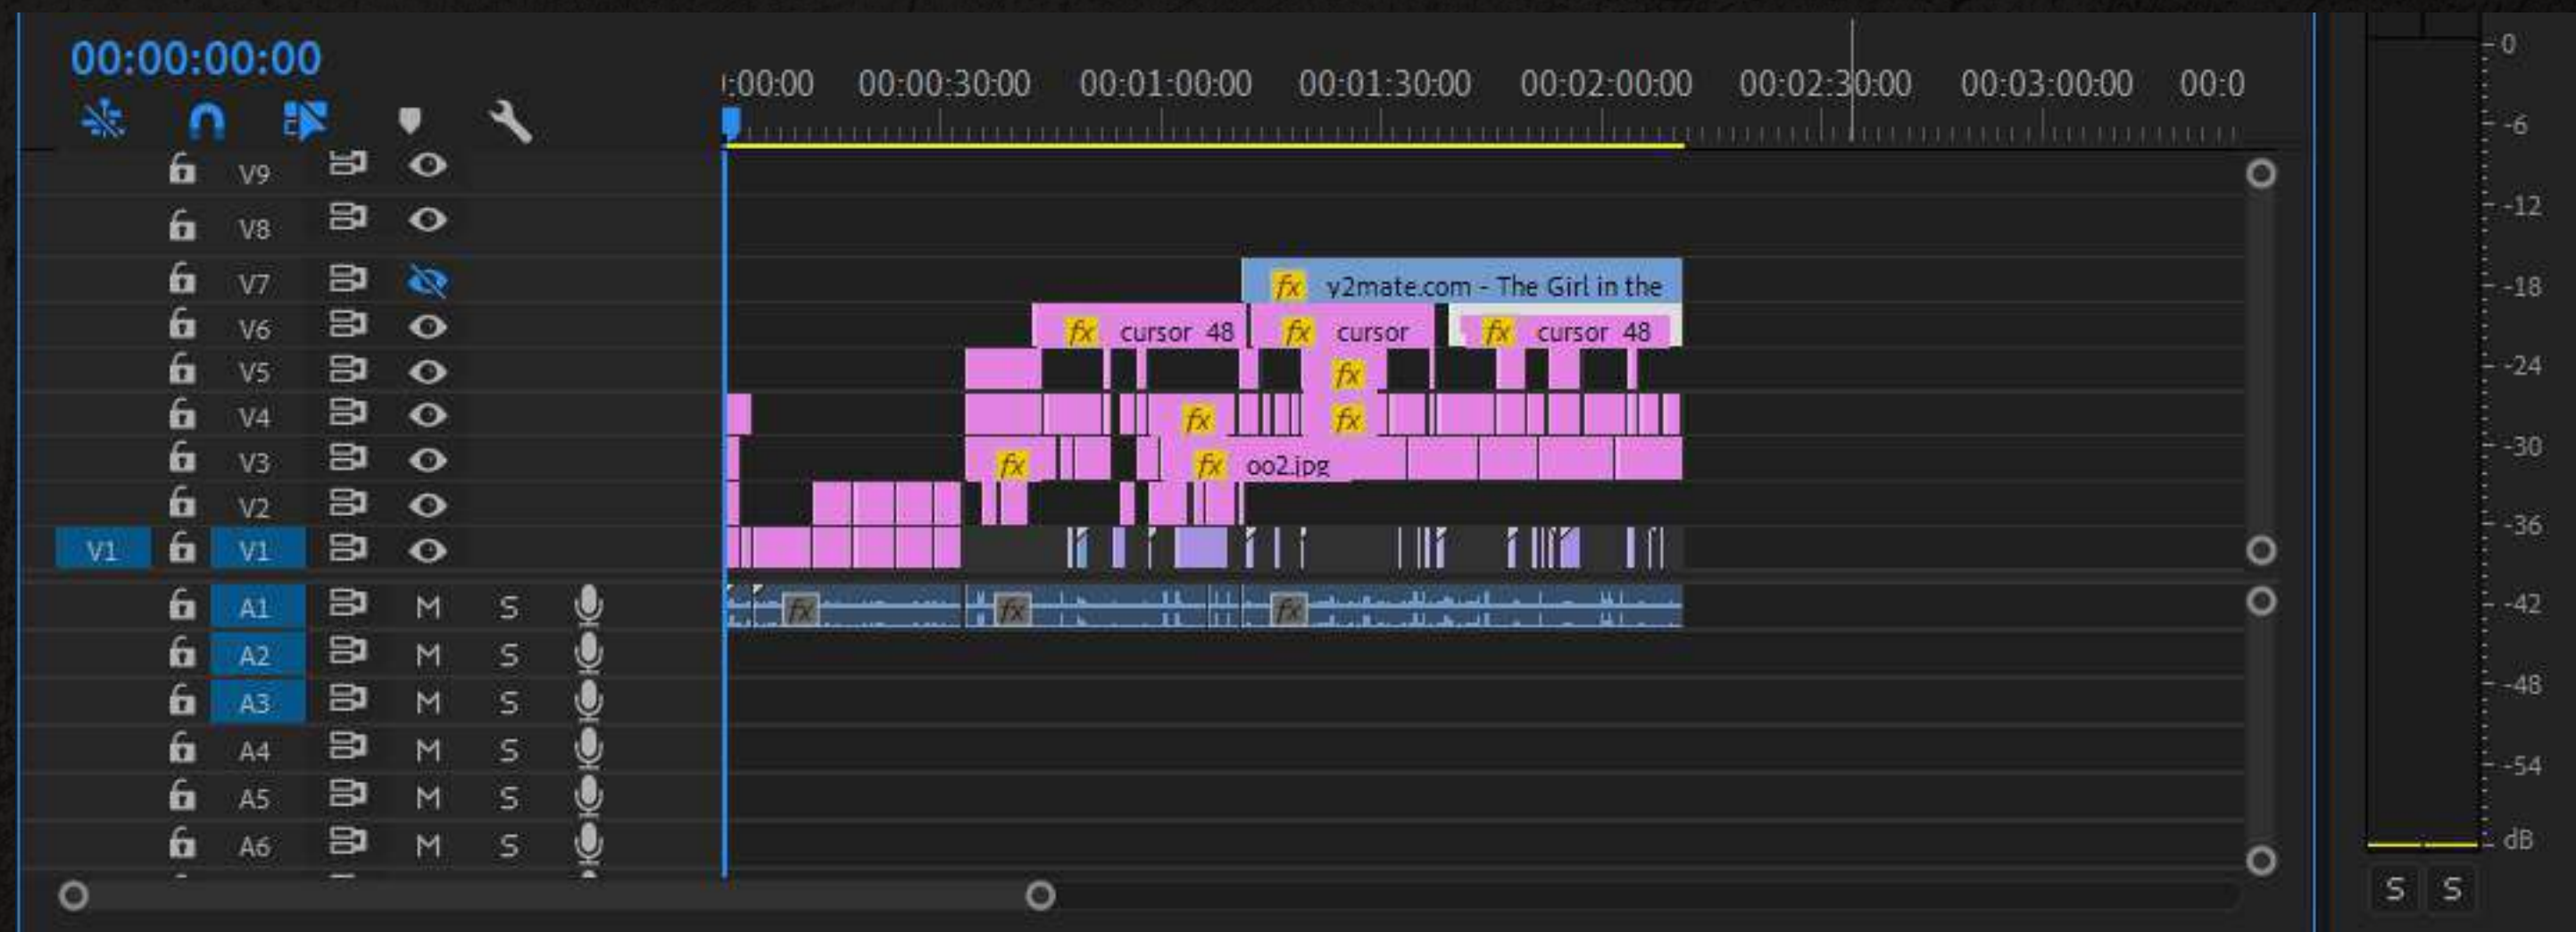 00:00:00:00
:00:00 00:00:30:00 00:01:00:00 00:01:30:00 00:02:00:00 00:02:30:00 00:03:00:00 00:0
V9
V8
V7 fx y2mate.com - The Girl in the
V6 fx cursor 48 fx cursor fx cursor 48
V5 fx
V4 fx fx
V3 fx fx oo2.jpg
V2
V1 V1
A1 M S fx fx fx
A2 M S
A3 M S
A4 M S
A5 M S
A6 M S
0
-6
-12
-18
-24
-30
-36
-42
-48
-54
dB
S S